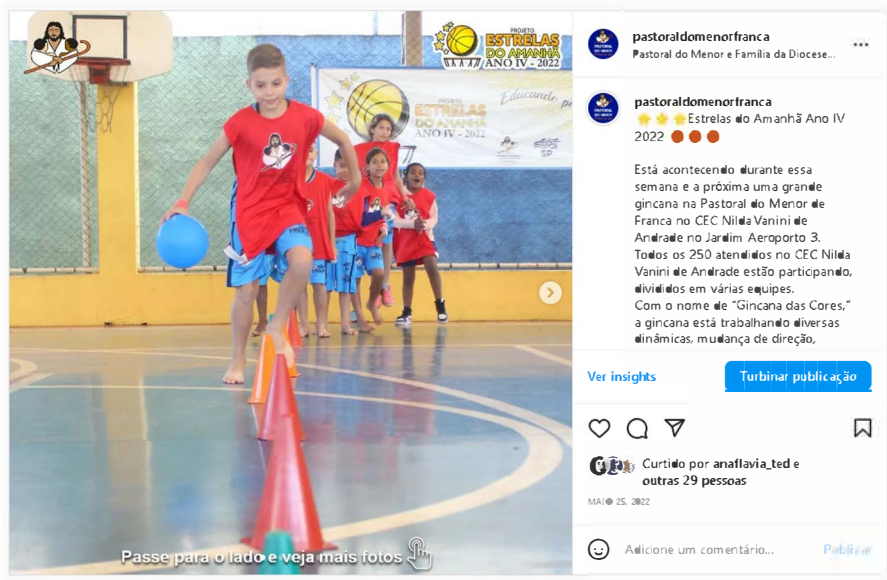 PROJETO
ESTRELAS
DO AMANHÃ
ANO IV - 2022
PROJETO
ESTRELAS
DO AMANHÃ
ANO IV - 2022
Educando
SP
Passe para o lado e veja mais fotos
pastoraldomenorfranca
Pastoral do Menor e Família da Diocese...
pastoraldomenorfranca
Estrelas do Amanhã Ano IV
2022
Está acontecendo durante essa
semana e a próxima uma grande
gincana na Pastoral do Menor de
Franca no CEC Nilda Vanini de
Andrade no Jardim Aeroporto 3.
Todos os 250 atendidos no CEC Nilda
Vanini de Andrade estão participando,
divididos em várias equipes.
Com o nome de “Gincana das Cores,”
a gincana está trabalhando diversas
dinâmicas, mudança de direção,
Ver insights
Turbinar publicação
Curtido por anaflavia_ted e
outras 29 pessoas
MAIO 25, 2022
Adicione um comentário...
Publicar